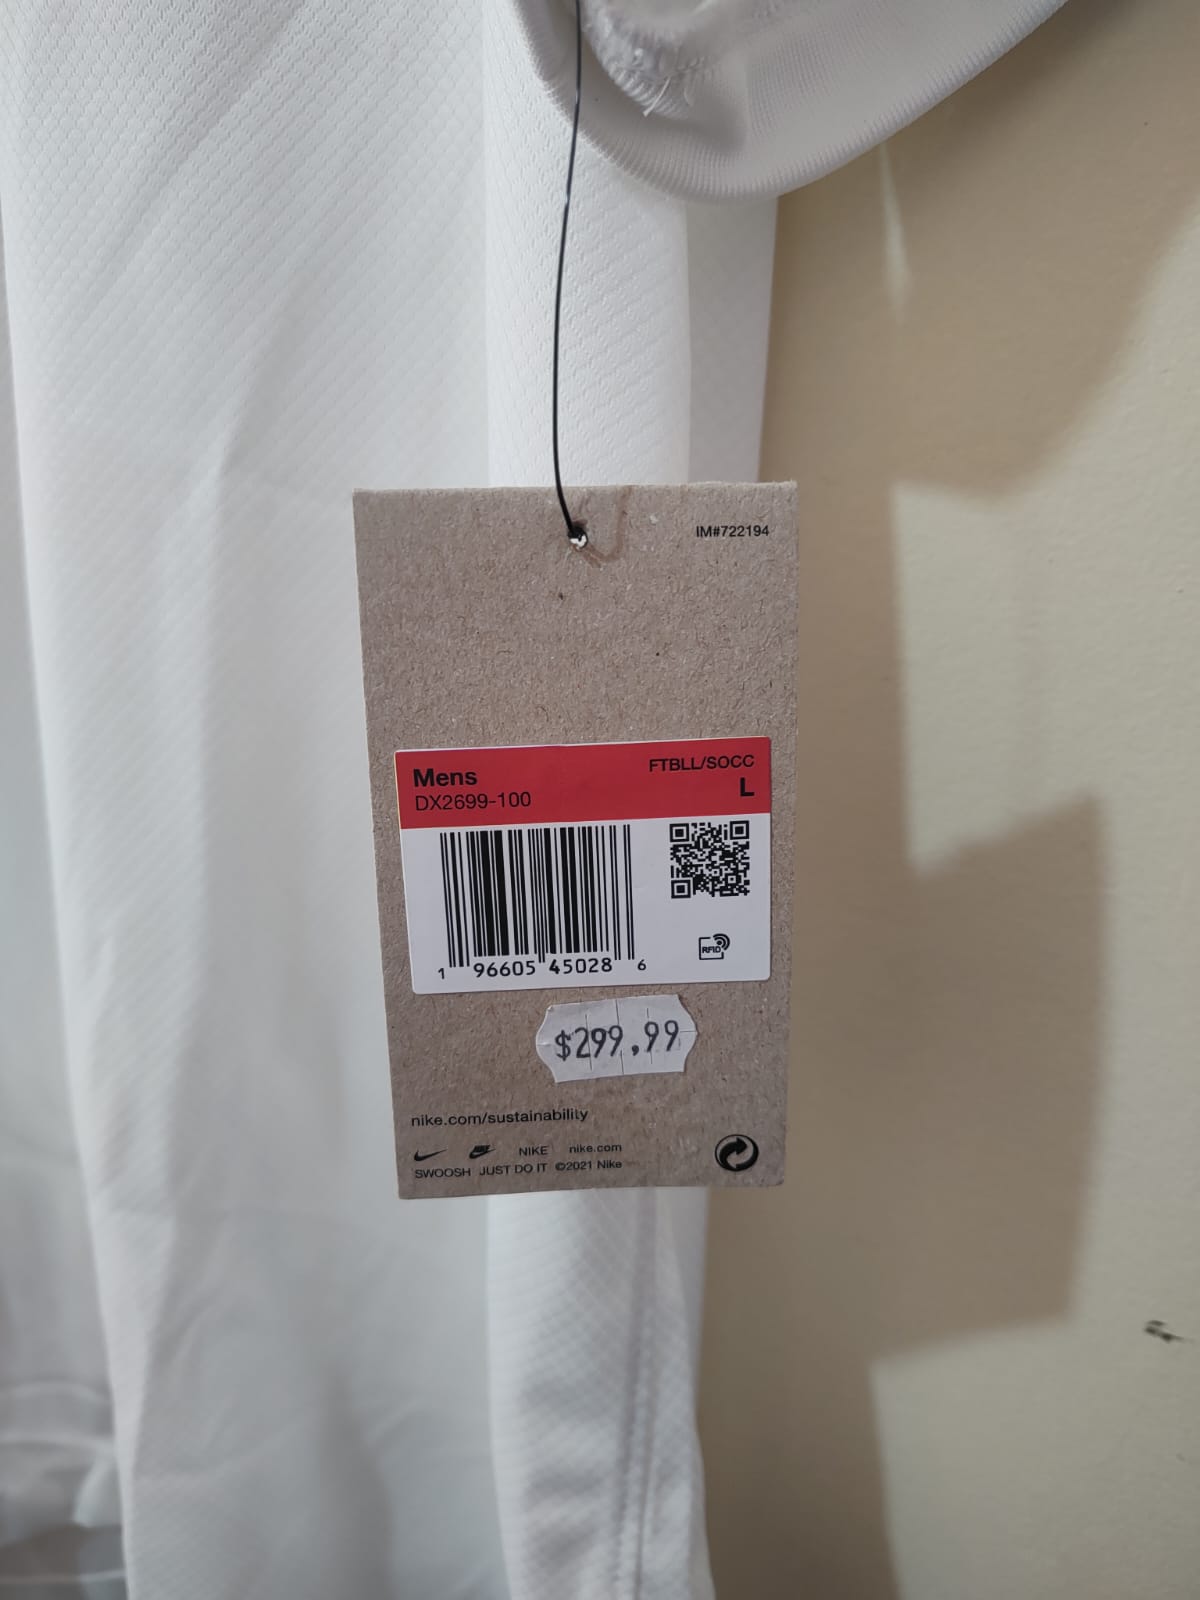 IM#722194
Mens
FTBLL/SOCC
DX2699-100
L
RFID
1 96605 45028 6
$299,99
nike.com/sustainability
NIKE nike.com
SWOOSH JUST DO IT ©2021 Nike